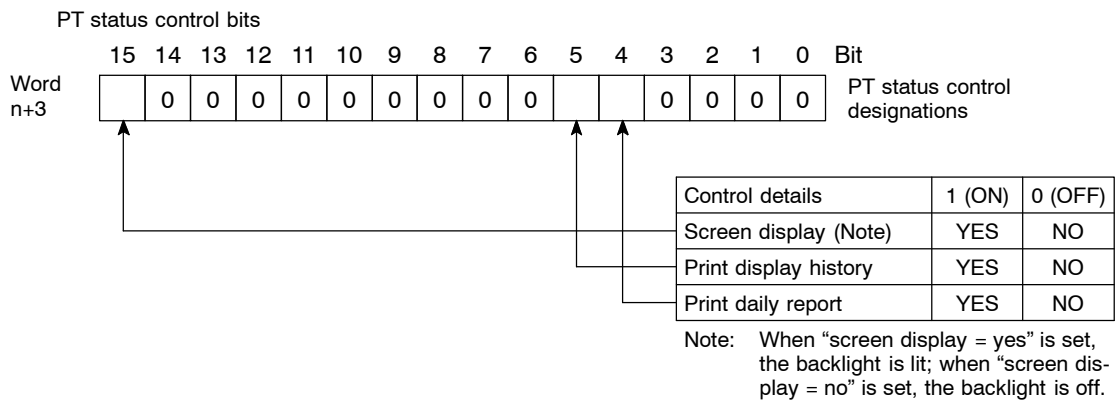 PT status control bits
15 14 13 12 11 10 9 8 7 6 5 4 3 2 1 0 Bit
Word
n+3
0 0 0 0 0 0 0 0 0 0 0 0 0
PT status control
designations
Control details 1 (ON) 0 (OFF)
Screen display (Note) YES NO
Print display history YES NO
Print daily report YES NO
Note: When “screen display = yes” is set,
the backlight is lit; when “screen dis-
play = no” is set, the backlight is off.